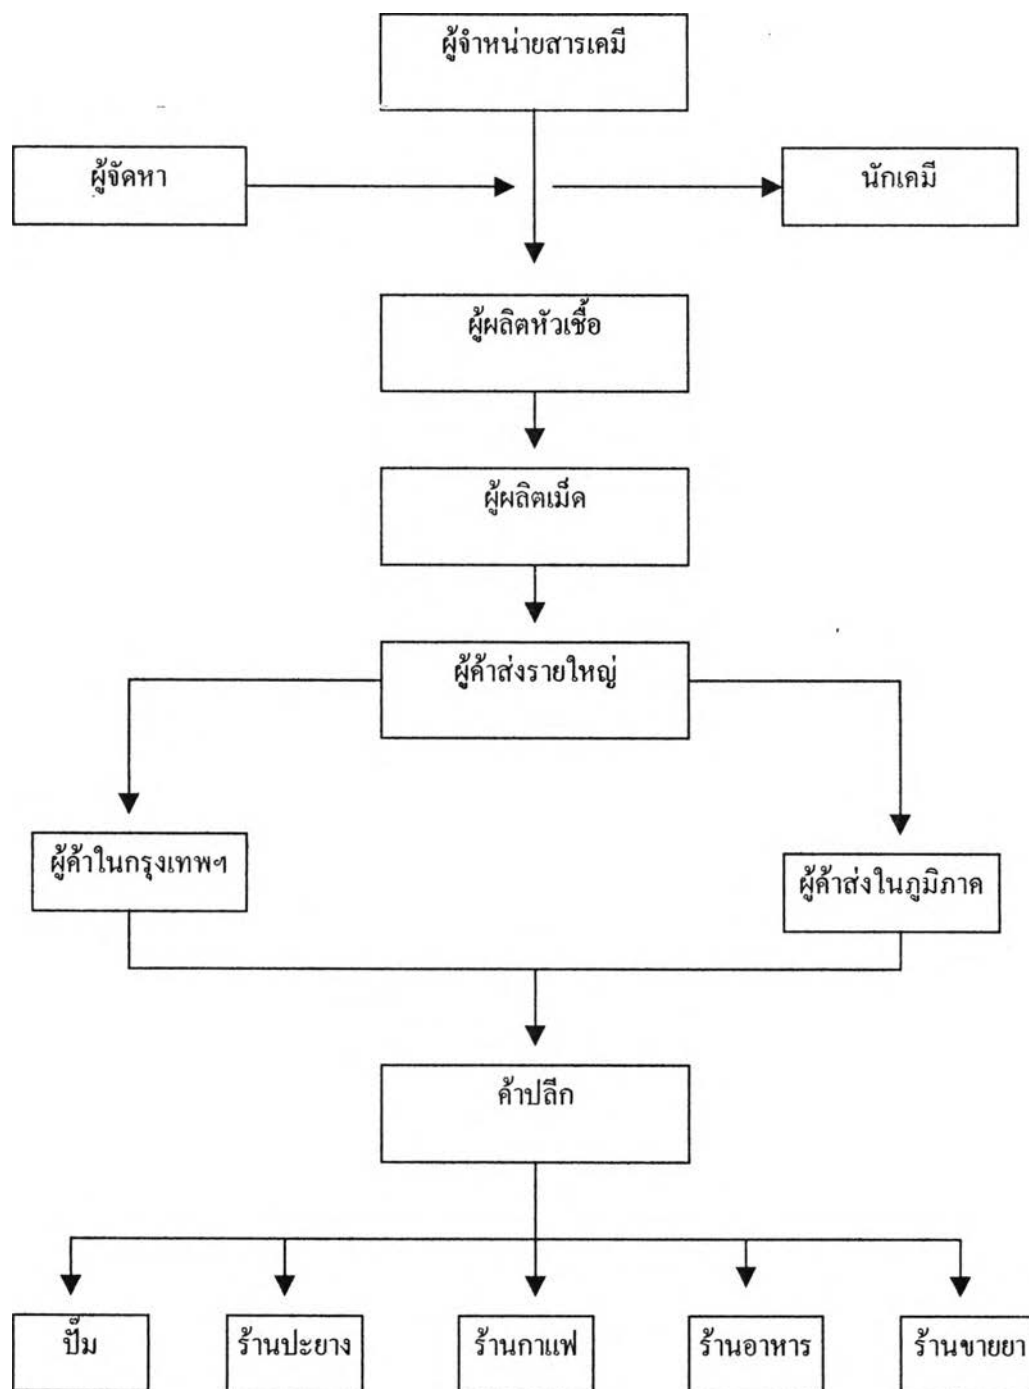 ผู้จำหน่ายสารเคมี
ผู้จัดหา
นักเคมี
ผู้ผลิตหัวเชื้อ
ผู้ผลิตเม็ด
ผู้ค้าส่งรายใหญ่
ผู้ค้าในกรุงเทพฯ
ผู้ค้าส่งในภูมิภาค
ค้าปลีก
ปั๊ม
ร้านปะยาง
ร้านกาแฟ
ร้านอาหาร
ร้านขายยา